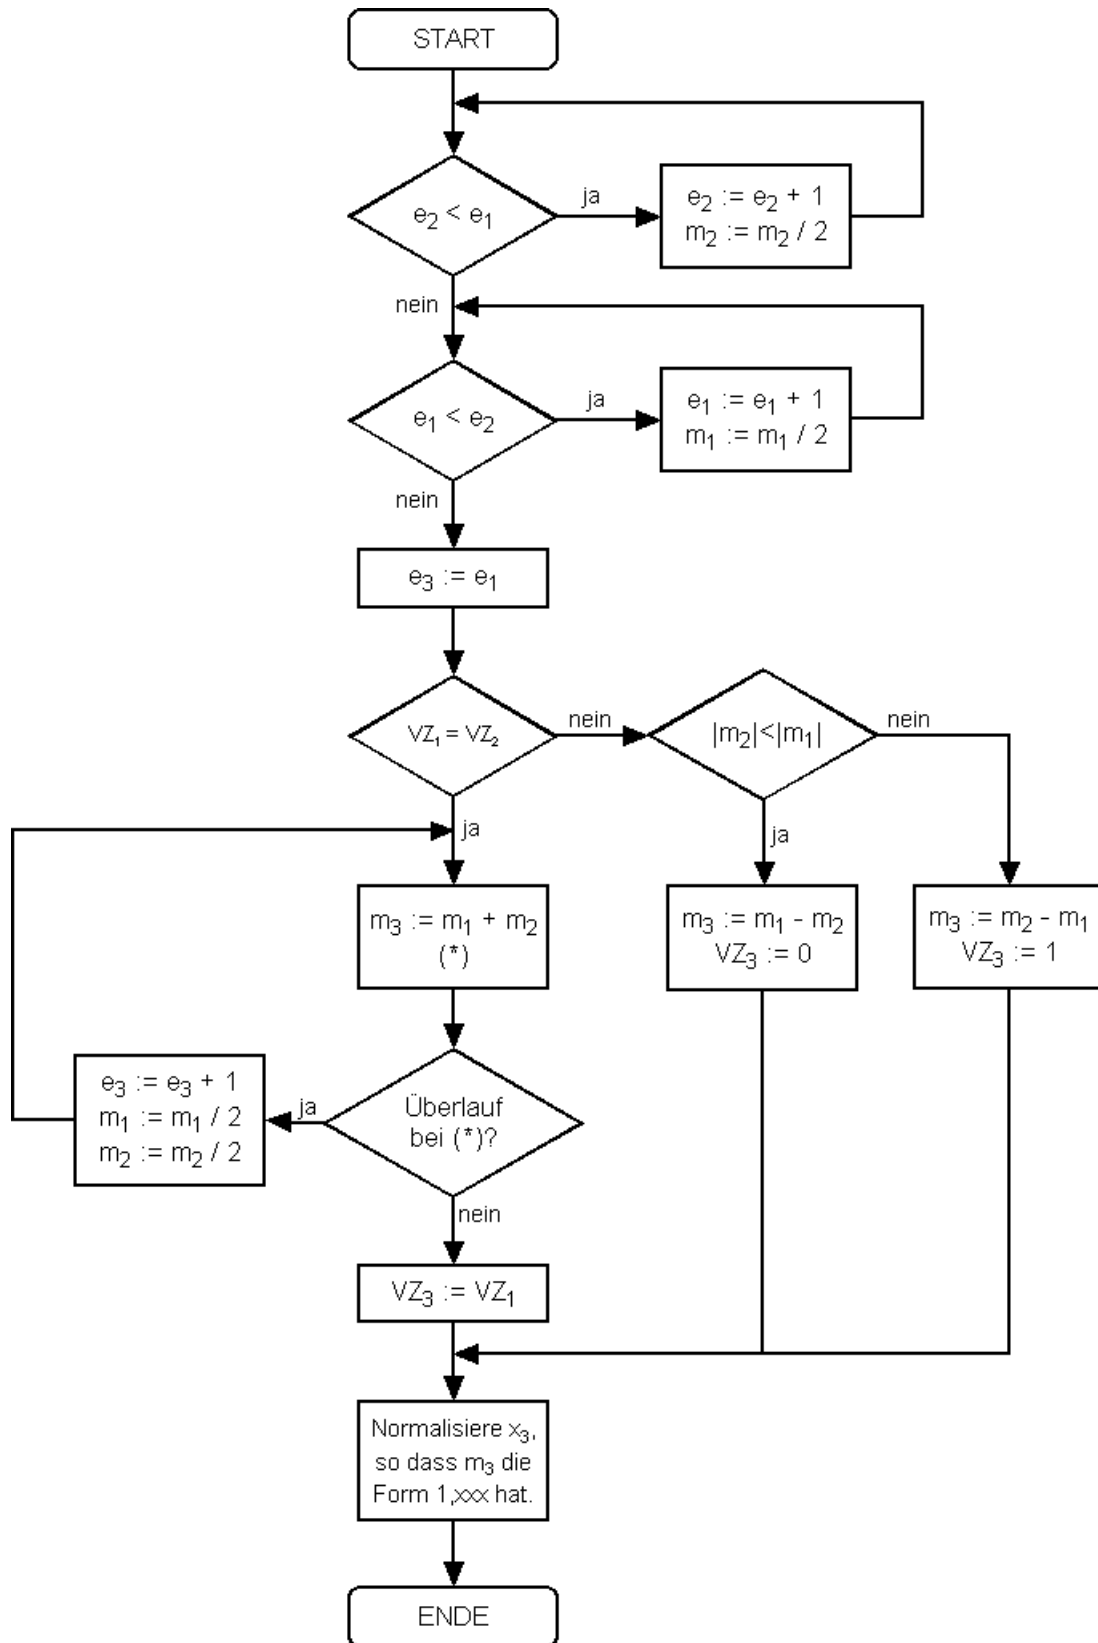 START
e₂ < e₁
ja
e₂ := e₂ + 1
m₂ := m₂ / 2
nein
e₁ < e₂
ja
e₁ := e₁ + 1
m₁ := m₁ / 2
nein
e₃ := e₁
VZ₁ = VZ₂
nein
|m₂|<|m₁|
nein
ja
ja
m₃ := m₁ + m₂
(*)
m₃ := m₁ - m₂
VZ₃ := 0
m₃ := m₂ - m₁
VZ₃ := 1
e₃ := e₃ + 1
m₁ := m₁ / 2
m₂ := m₂ / 2
ja
Überlauf
bei (*)?
nein
VZ₃ := VZ₁
Normalisiere x₃,
so dass m₃ die
Form 1,xxx hat.
ENDE